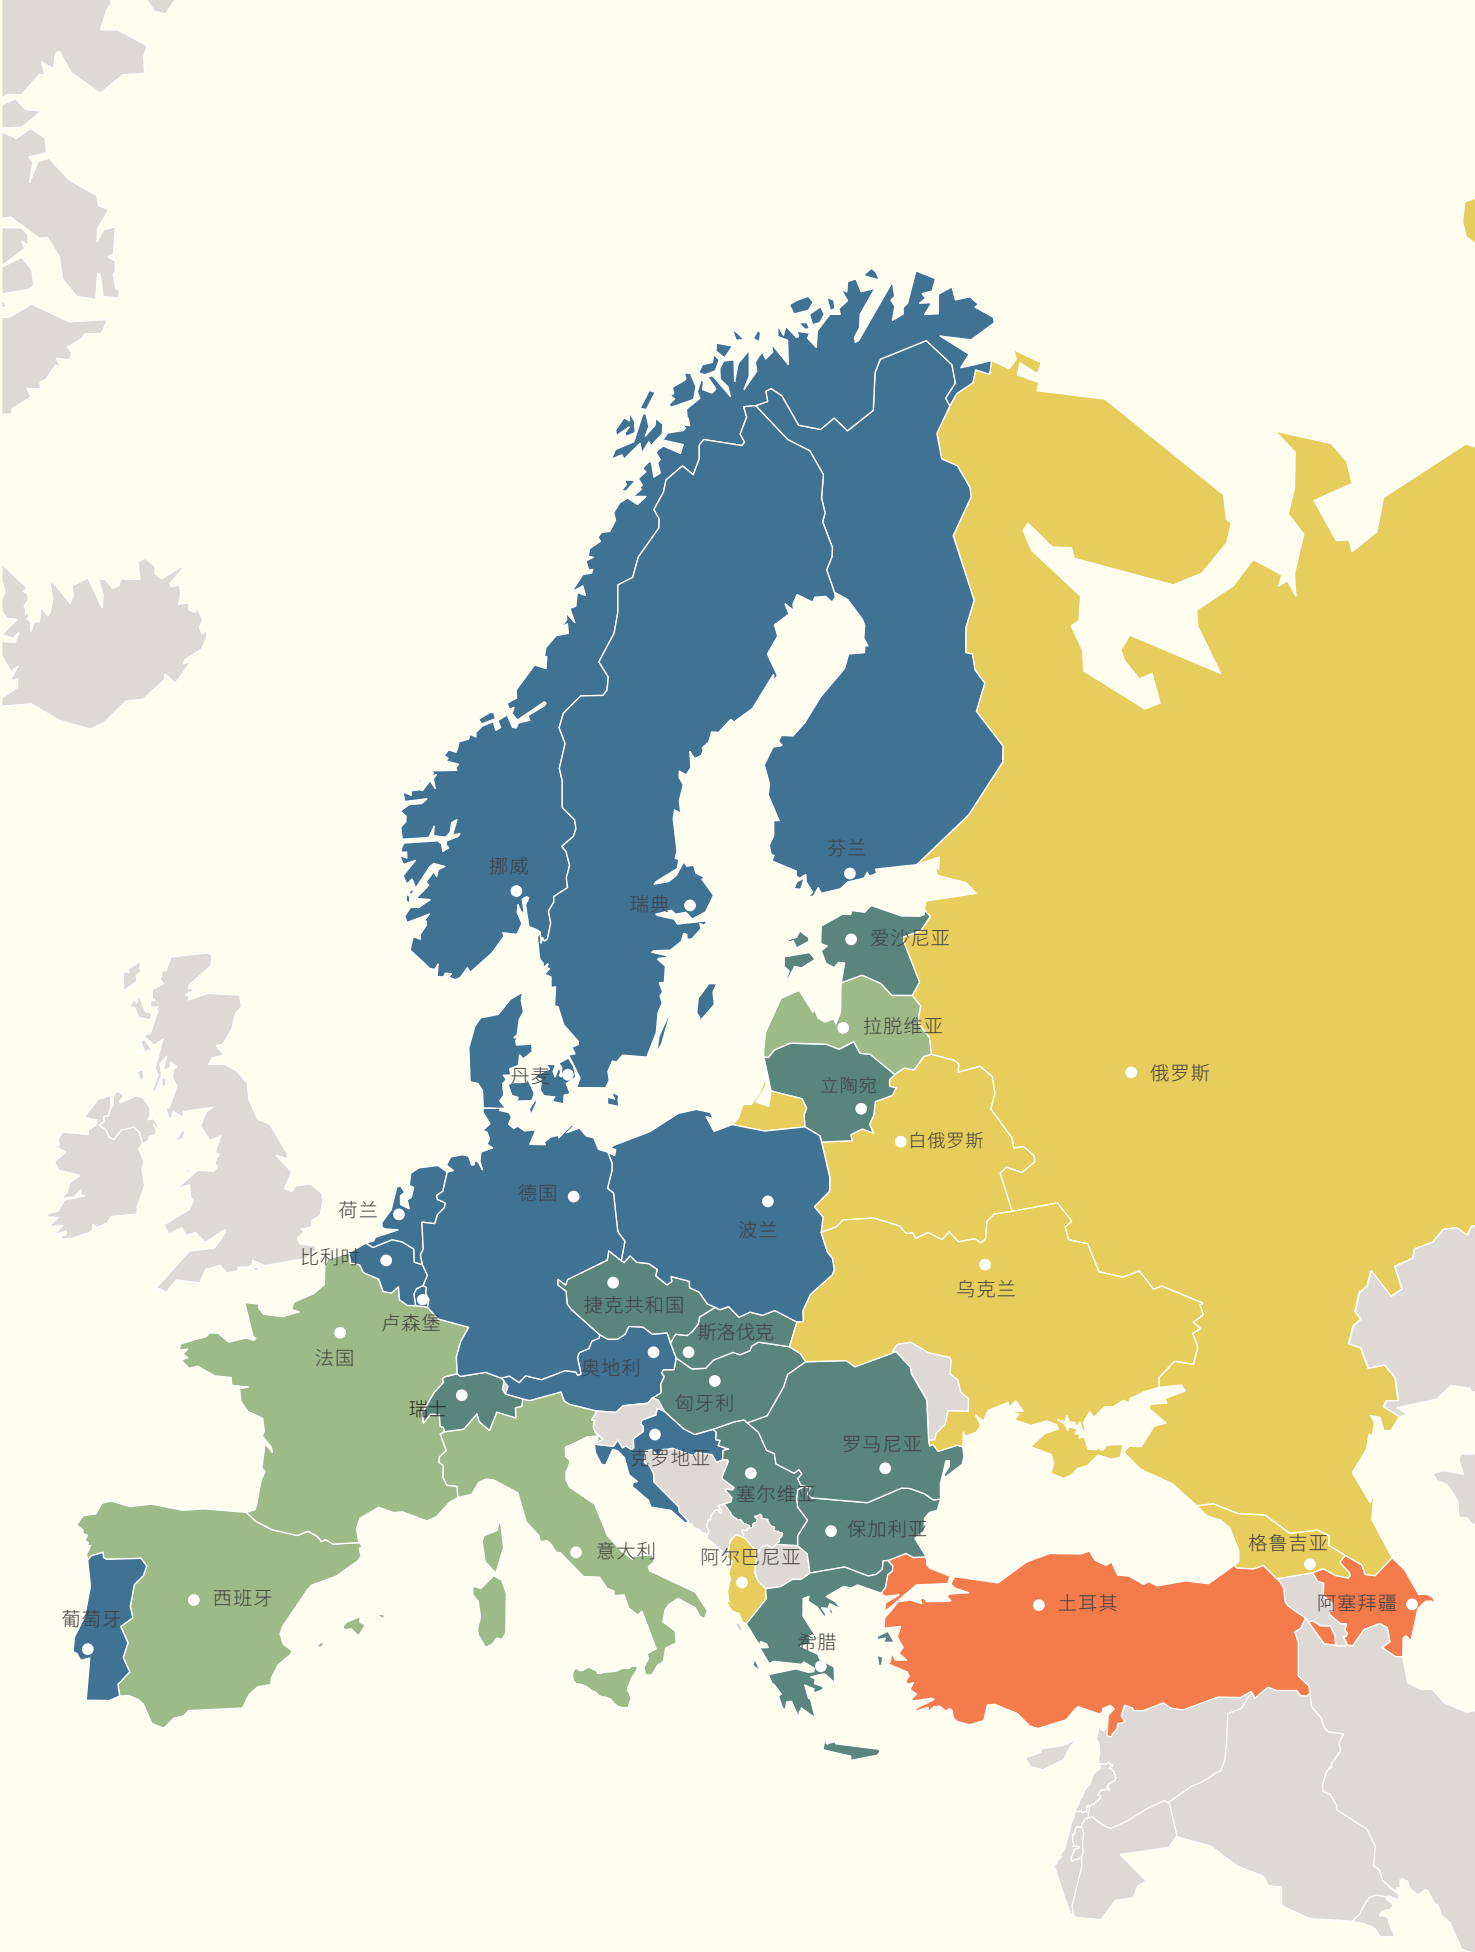 芬兰
挪威
瑞典
爱沙尼亚
拉脱维亚
俄罗斯
丹麦
立陶宛
白俄罗斯
德国
荷兰
波兰
比利时
乌克兰
捷克共和国
卢森堡
斯洛伐克
法国
奥地利
匈牙利
瑞士
罗马尼亚
克罗地亚
塞尔维亚
保加利亚
格鲁吉亚
意大利
阿尔巴尼亚
西班牙
土耳其
阿塞拜疆
葡萄牙
希腊